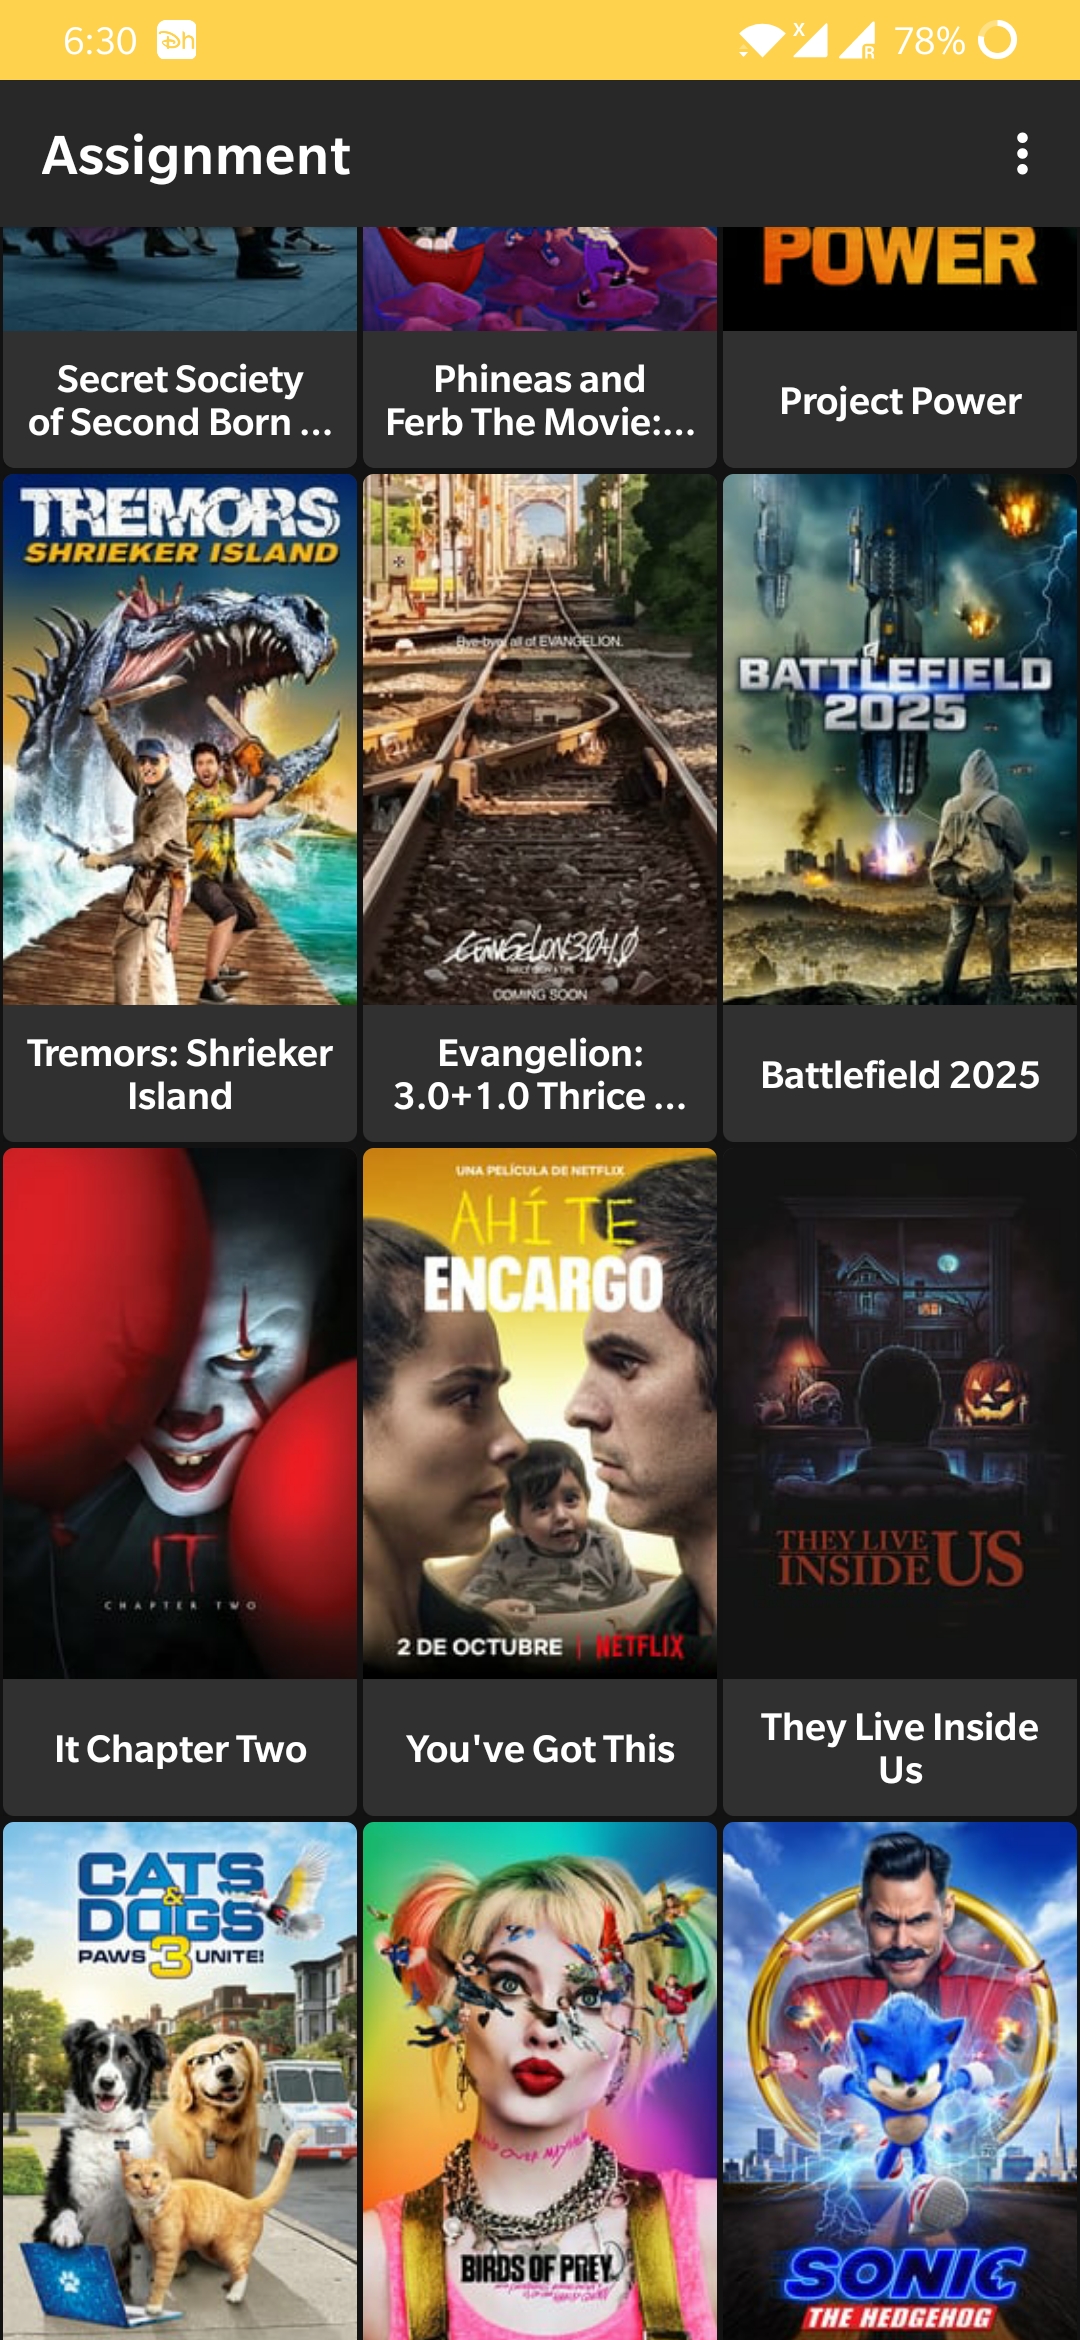 6:30
Dh
X
R
78%
Assignment
POWER
Secret Society
of Second Born ...
Phineas and
Ferb The Movie:...
Project Power
TREMORS
SHRIEKER ISLAND
Bye-bye, all of EVANGELION.
EVANGELION:3.0+1.0
COMING SOON
BATTLEFIELD
2025
Tremors: Shrieker
Island
Evangelion:
3.0+1.0 Thrice ...
Battlefield 2025
IT
CHAPTER TWO
UNA PELÍCULA DE NETFLIX
AHÍ TE
ENCARGO
2 DE OCTUBRE | NETFLIX
THEY LIVE
INSIDE US
It Chapter Two
You've Got This
They Live Inside
Us
CATS
&
DOGS
PAWS 3 UNITE!
BIRDS OF PREY
SONIC
THE HEDGEHOG